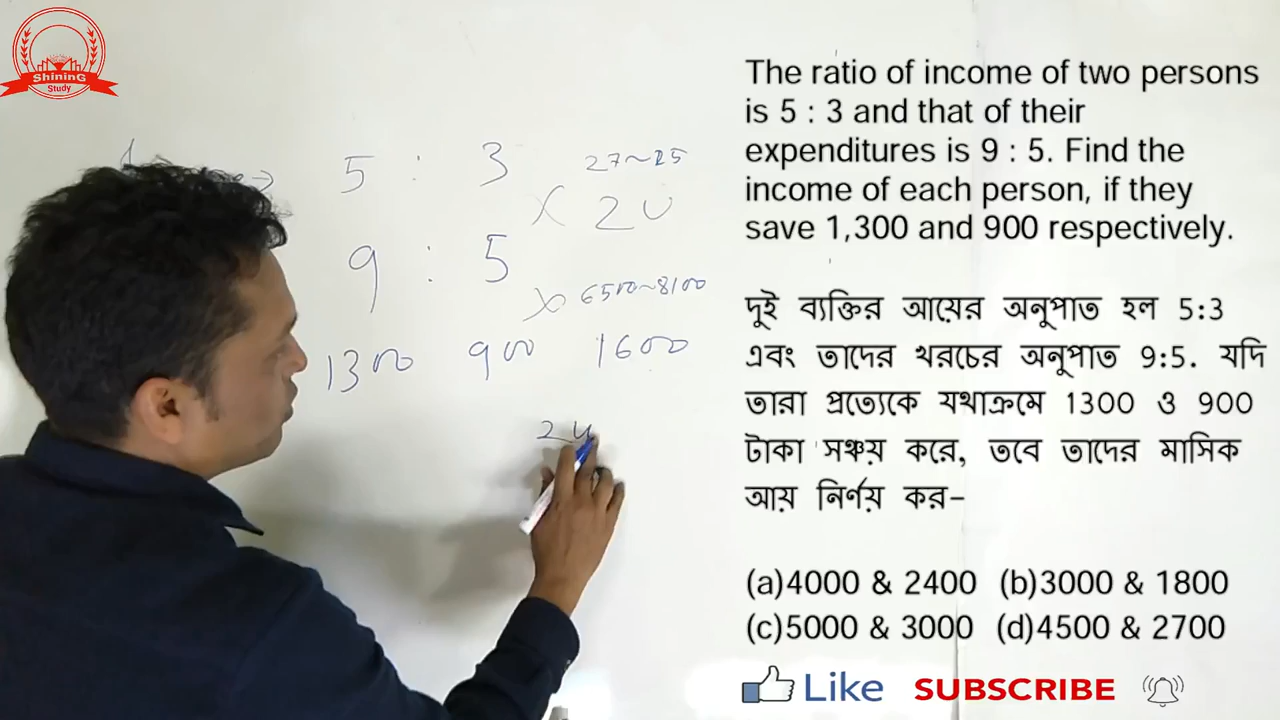 ShininG
Study
The ratio of income of two persons
is 5 : 3 and that of their
expenditures is 9 : 5. Find the
income of each person, if they
save 1,300 and 900 respectively.
দুই ব্যক্তির আয়ের অনুপাত হল 5:3
এবং তাদের খরচের অনুপাত 9:5. যদি
তারা প্রত্যেকে যথাক্রমে 1300 ও 900
টাকা সঞ্চয় করে, তবে তাদের মাসিক
আয় নির্ণয় কর-
(a)4000 & 2400 (b)3000 & 1800
(c)5000 & 3000 (d)4500 & 2700
Like SUBSCRIBE
5 : 3 27~25
X 20
9 : 5
X 6500~8100
1300 900 1600